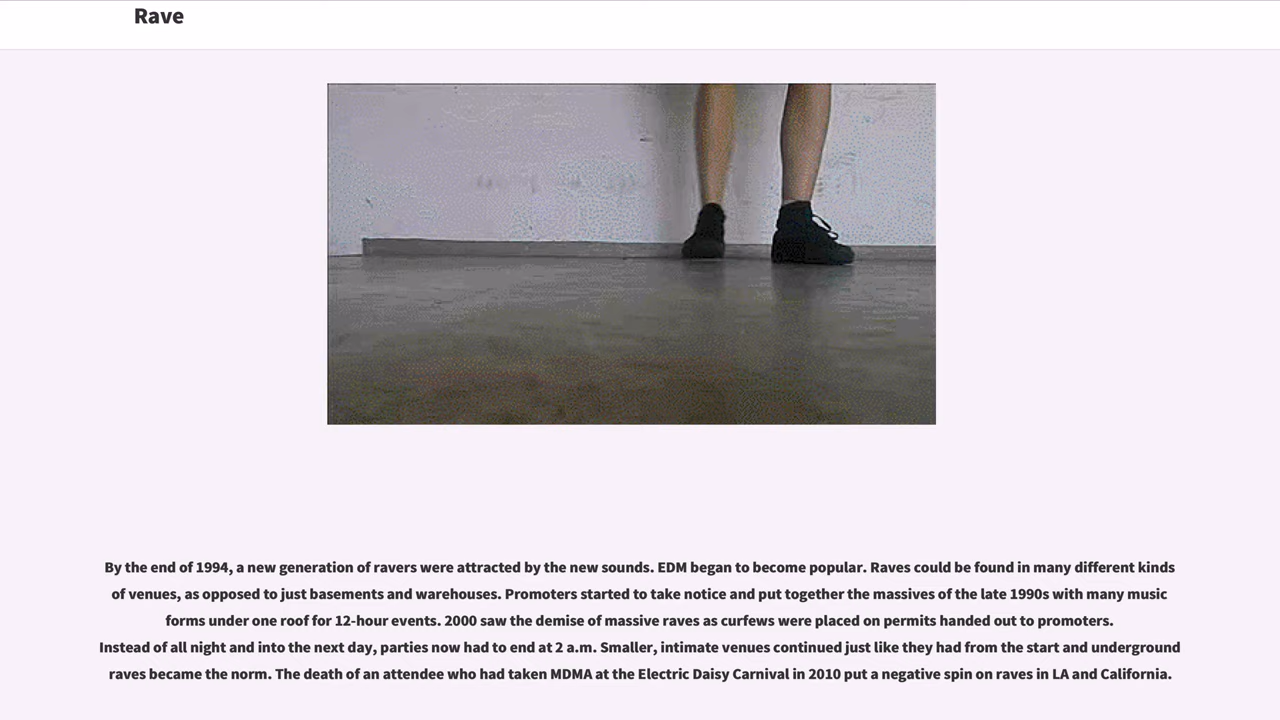 Rave
By the end of 1994, a new generation of ravers were attracted by the new sounds. EDM began to become popular. Raves could be found in many different kinds
of venues, as opposed to just basements and warehouses. Promoters started to take notice and put together the massives of the late 1990s with many music
forms under one roof for 12-hour events. 2000 saw the demise of massive raves as curfews were placed on permits handed out to promoters.
Instead of all night and into the next day, parties now had to end at 2 a.m. Smaller, intimate venues continued just like they had from the start and underground
raves became the norm. The death of an attendee who had taken MDMA at the Electric Daisy Carnival in 2010 put a negative spin on raves in LA and California.